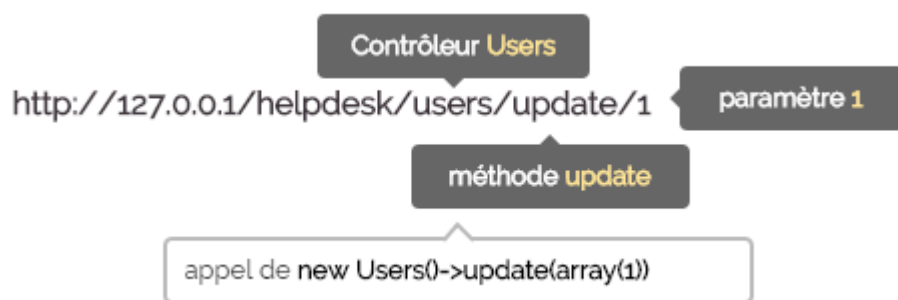 Contrôleur Users
http://127.0.0.1/helpdesk/users/update/1
paramètre 1
méthode update
appel de new Users()->update(array(1))